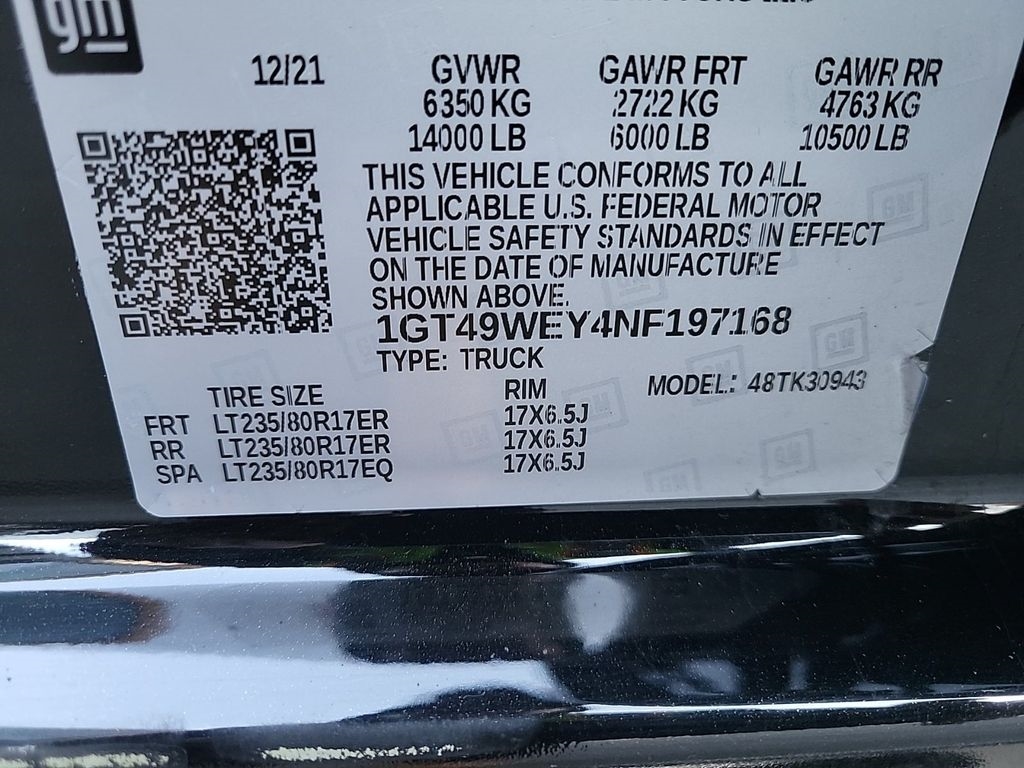 gm
12/21
GVWR GAWR FRT GAWR RR
6350 KG 2722 KG 4763 KG
14000 LB 6000 LB 10500 LB
THIS VEHICLE CONFORMS TO ALL
APPLICABLE U.S. FEDERAL MOTOR
VEHICLE SAFETY STANDARDS IN EFFECT
ON THE DATE OF MANUFACTURE
SHOWN ABOVE.
1GT49WEY4NF197168
TYPE: TRUCK
TIRE SIZE RIM MODEL: 48TK30943
FRT LT235/80R17ER 17X6.5J
RR LT235/80R17ER 17X6.5J
SPA LT235/80R17EQ 17X6.5J